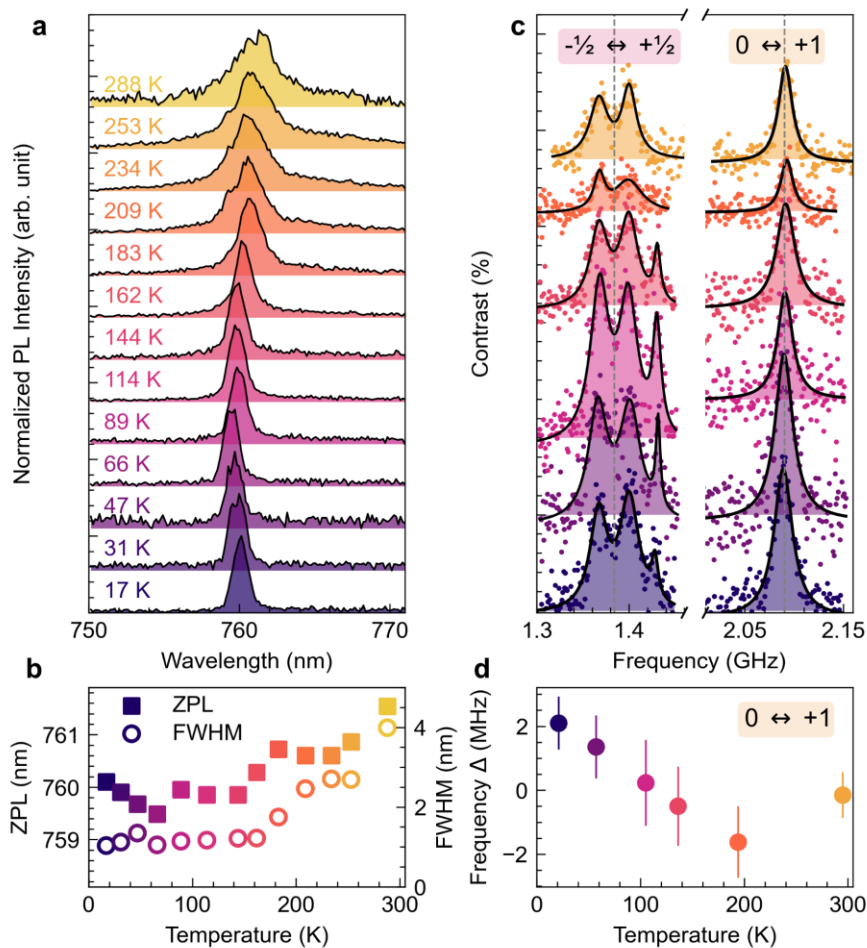 a
Normalized PL Intensity (arb. unit)
288 K
253 K
234 K
209 K
183 K
162 K
144 K
114 K
89 K
66 K
47 K
31 K
17 K
750 760 770
Wavelength (nm)
c
-½ ↔ +½
0 ↔ +1
Contrast (%)
1.3 1.4 2.05 2.15
Frequency (GHz)
b
ZPL
FWHM
ZPL (nm)
761
760
759
FWHM (nm)
4
2
0
0 100 200 300
Temperature (K)
d
0 ↔ +1
Frequency Δ (MHz)
2
0
−2
0 100 200 300
Temperature (K)